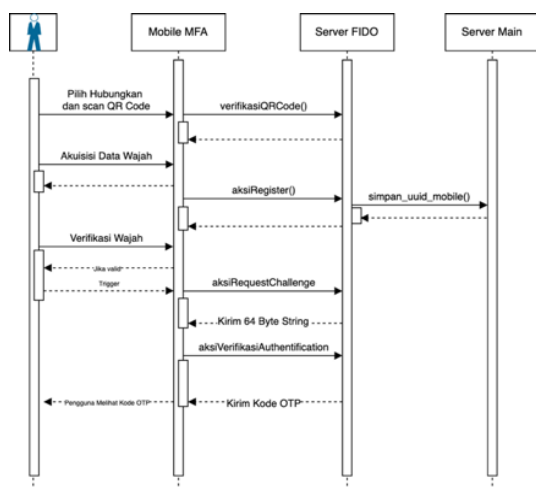 Mobile MFA
Server FIDO
Server Main
Pilih Hubungkan
dan scan QR Code
verifikasiQRCode()
Akuisisi Data Wajah
aksiRegister()
simpan_uuid_mobile()
Verifikasi Wajah
Jika valid
Trigger
aksiRequestChallenge
Kirim 64 Byte String
aksiVerifikasiAuthentification
Pengguna Melihat Kode OTP
Kirim Kode OTP